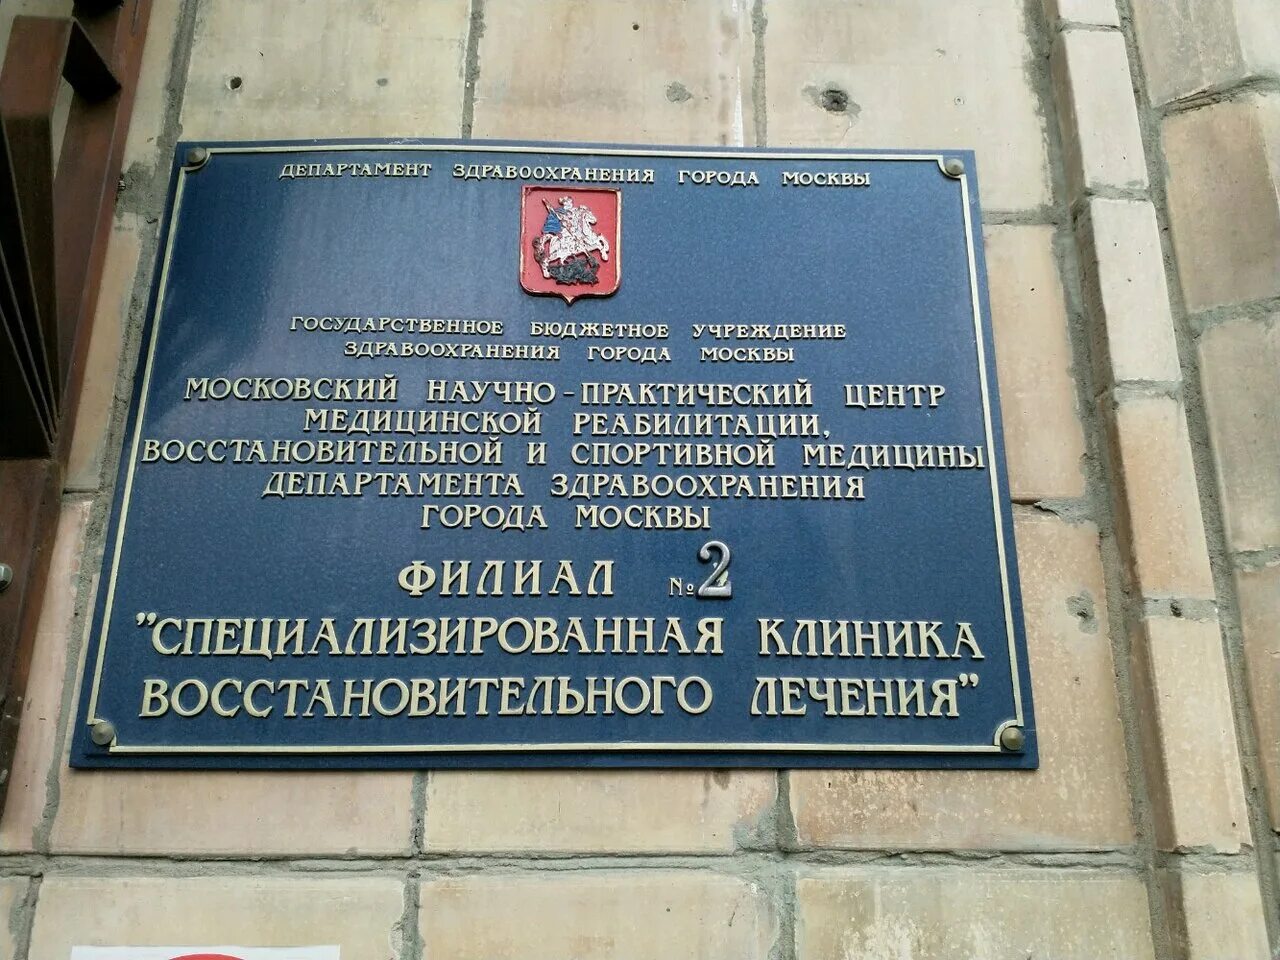 ДЕПАРТАМЕНТ ЗДРАВООХРАНЕНИЯ ГОРОДА МОСКВЫ
ГОСУДАРСТВЕННОЕ БЮДЖЕТНОЕ УЧРЕЖДЕНИЕ
ЗДРАВООХРАНЕНИЯ ГОРОДА МОСКВЫ
МОСКОВСКИЙ НАУЧНО-ПРАКТИЧЕСКИЙ ЦЕНТР
МЕДИЦИНСКОЙ РЕАБИЛИТАЦИИ,
ВОССТАНОВИТЕЛЬНОЙ И СПОРТИВНОЙ МЕДИЦИНЫ
ДЕПАРТАМЕНТА ЗДРАВООХРАНЕНИЯ
ГОРОДА МОСКВЫ
ФИЛИАЛ №2
"СПЕЦИАЛИЗИРОВАННАЯ КЛИНИКА
ВОССТАНОВИТЕЛЬНОГО ЛЕЧЕНИЯ"